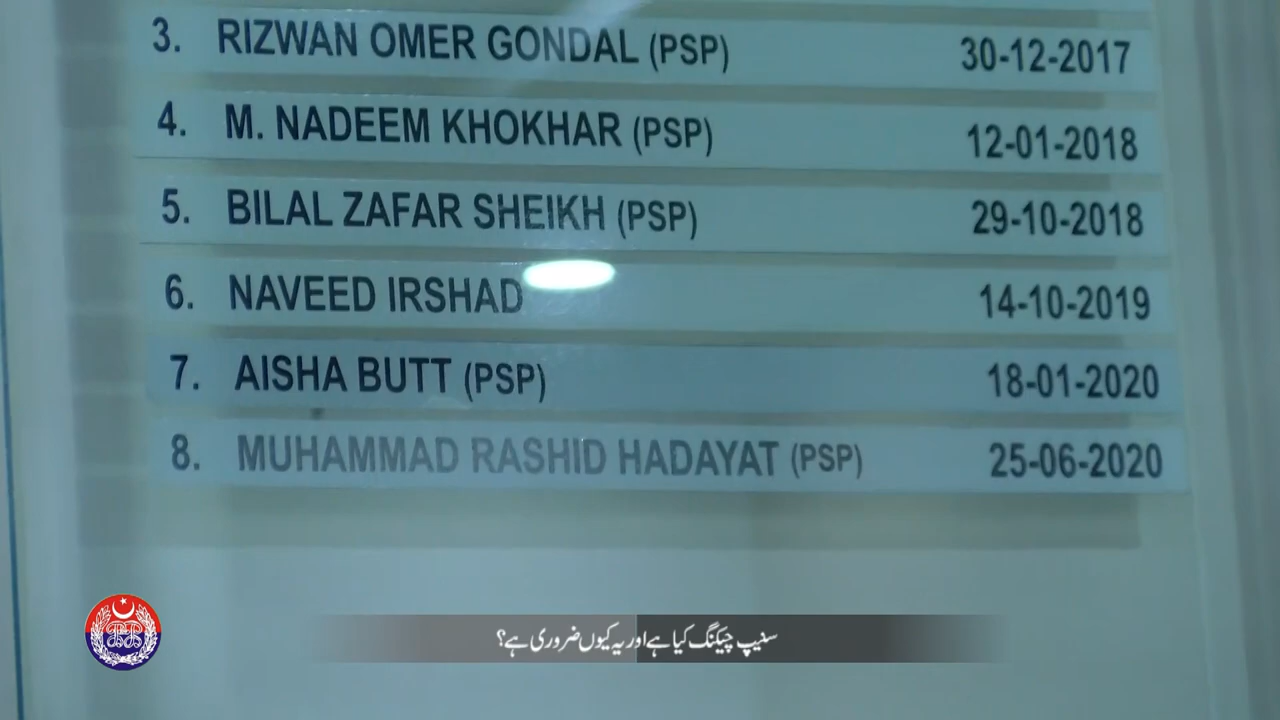 3. RIZWAN OMER GONDAL (PSP) 30-12-2017
4. M. NADEEM KHOKHAR (PSP) 12-01-2018
5. BILAL ZAFAR SHEIKH (PSP) 29-10-2018
6. NAVEED IRSHAD 14-10-2019
7. AISHA BUTT (PSP) 18-01-2020
8. MUHAMMAD RASHID HADAYAT (PSP) 25-06-2020
سنیپ چیکنگ کیا ہے اور یہ کیوں ضروری ہے؟